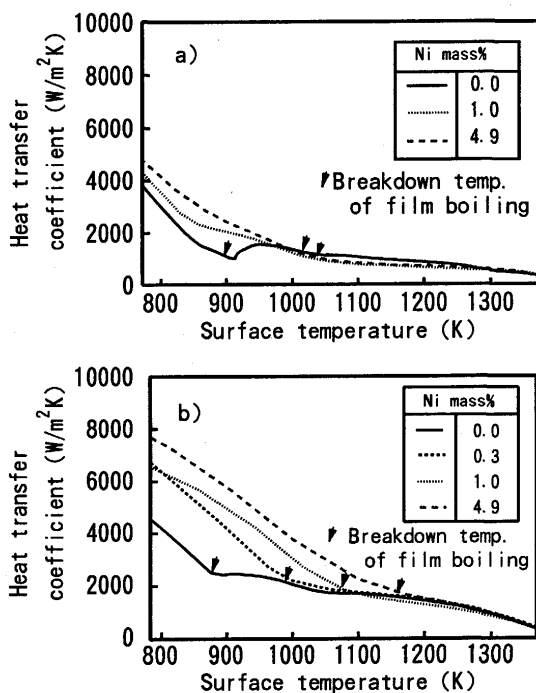 10000
8000
6000
4000
2000
0
Heat transfer
coefficient (W/m²K)
a)
Ni mass%
0.0
1.0
4.9
Breakdown temp.
of film boiling
800 900 1000 1100 1200 1300
Surface temperature (K)
10000
8000
6000
4000
2000
0
Heat transfer
coefficient (W/m²K)
b)
Ni mass%
0.0
0.3
1.0
4.9
Breakdown temp.
of film boiling
800 900 1000 1100 1200 1300
Surface temperature (K)